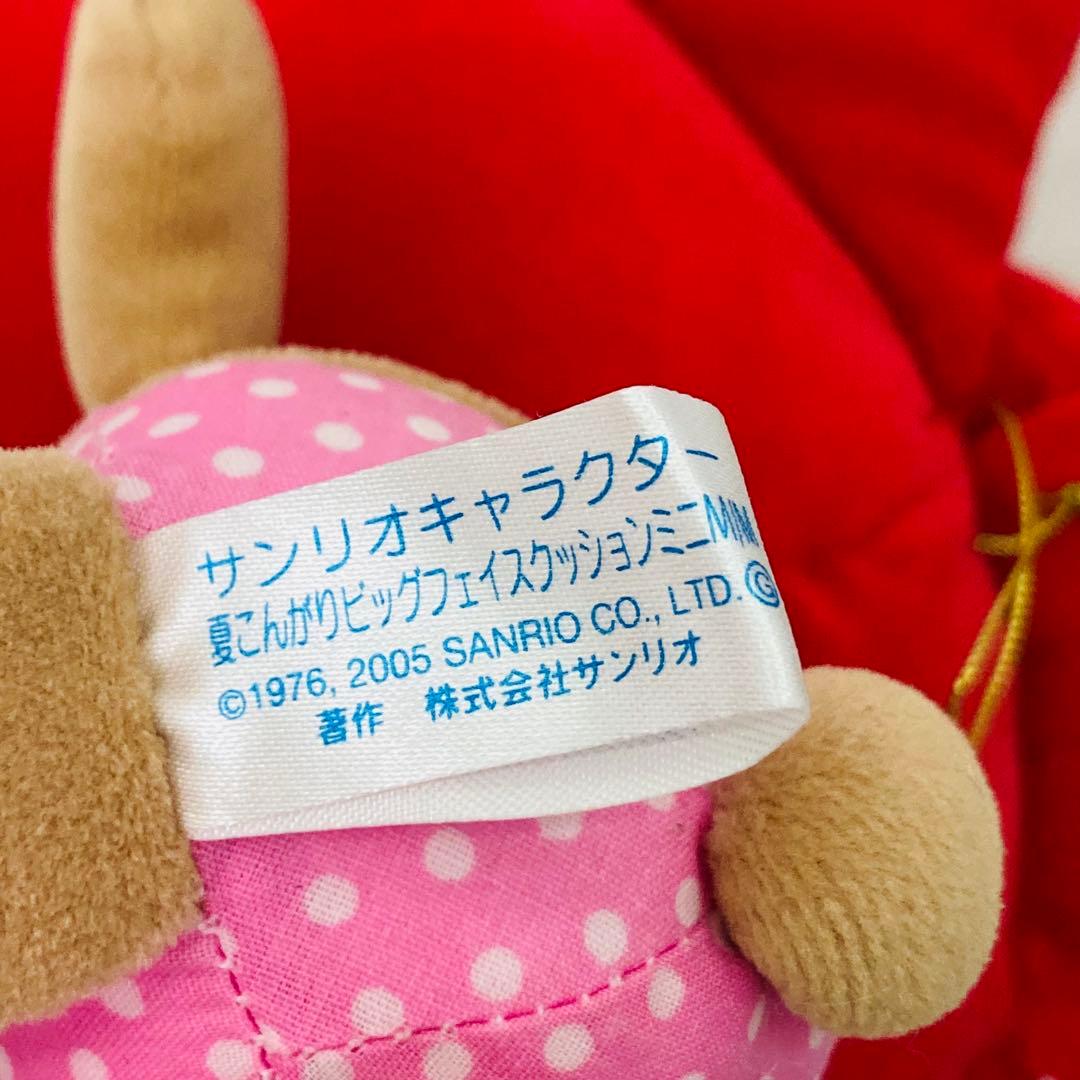 サンリオキャラクター
夏こんがりビッグフェイスクッションミニMINI
©1976, 2005 SANRIO CO., LTD. Ⓖ
著作 株式会社サンリオ